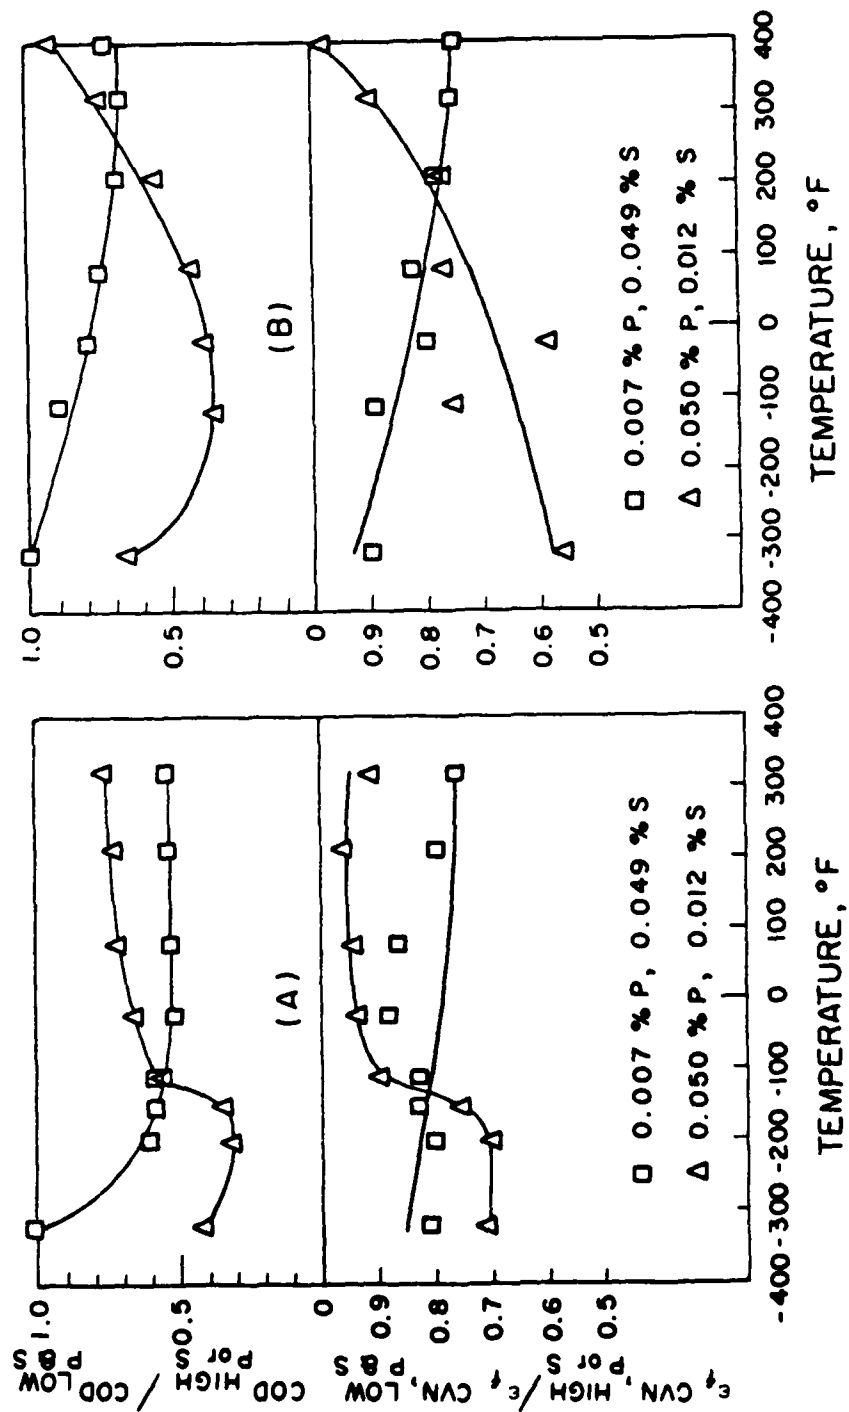 COD HIGH P or S / COD LOW P or S
1.0
0.5
0
(A)
εf CVN, HIGH P or S / εf CVN, LOW P or S
0.9
0.8
0.7
0.6
0.5
□ 0.007 % P, 0.049 % S
△ 0.050 % P, 0.012 % S
-400 -300 -200 -100 0 100 200 300 400
TEMPERATURE, °F
1.0
0.5
0
(B)
0.9
0.8
0.7
0.6
0.5
□ 0.007 % P, 0.049 % S
△ 0.050 % P, 0.012 % S
-400 -300 -200 -100 0 100 200 300 400
TEMPERATURE, °F